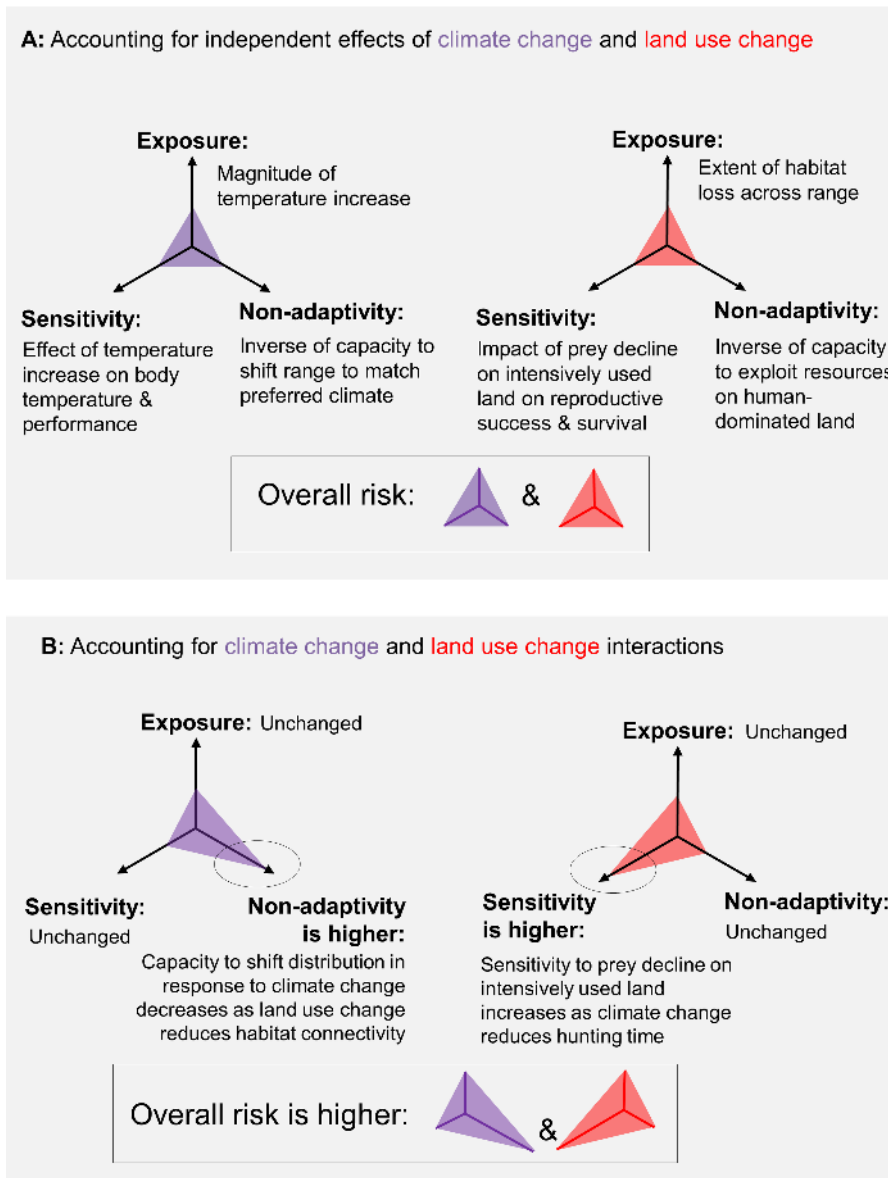 A: Accounting for independent effects of climate change and land use change
Exposure:
Magnitude of
temperature increase
Sensitivity:
Effect of temperature
increase on body
temperature &
performance
Non-adaptivity:
Inverse of capacity to
shift range to match
preferred climate
Exposure:
Extent of habitat
loss across range
Sensitivity:
Impact of prey decline
on intensively used
land on reproductive
success & survival
Non-adaptivity:
Inverse of capacity
to exploit resources
on human-
dominated land
Overall risk:
&
B: Accounting for climate change and land use change interactions
Exposure: Unchanged
Sensitivity:
Unchanged
Non-adaptivity
is higher:
Capacity to shift distribution in
response to climate change
decreases as land use change
reduces habitat connectivity
Exposure: Unchanged
Sensitivity
is higher:
Sensitivity to prey decline on
intensively used land
increases as climate change
reduces hunting time
Non-adaptivity:
Unchanged
Overall risk is higher:
&